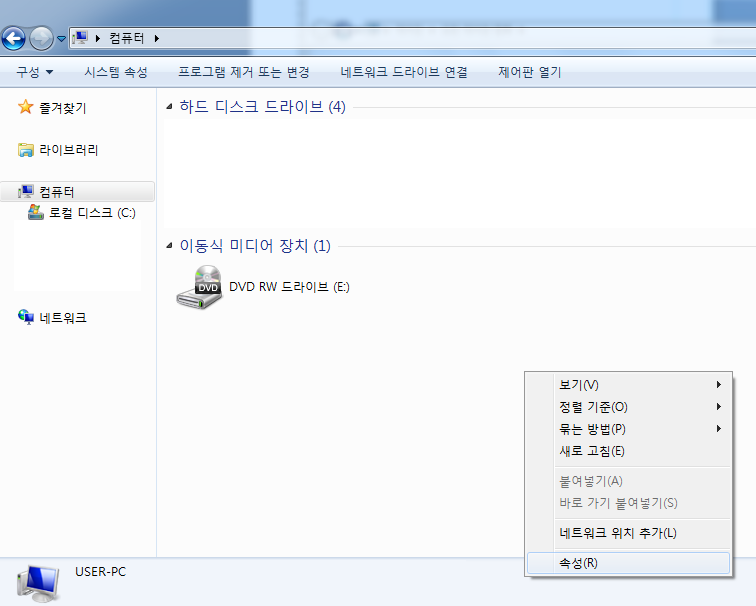 컴퓨터
구성 시스템 속성 프로그램 제거 또는 변경 네트워크 드라이브 연결 제어판 열기
즐겨찾기
라이브러리
컴퓨터
로컬 디스크 (C:)
네트워크
하드 디스크 드라이브 (4)
이동식 미디어 장치 (1)
DVD
DVD RW 드라이브 (E:)
보기(V)
정렬 기준(O)
묶는 방법(P)
새로 고침(E)
붙여넣기(A)
바로 가기 붙여넣기(S)
네트워크 위치 추가(L)
속성(R)
USER-PC